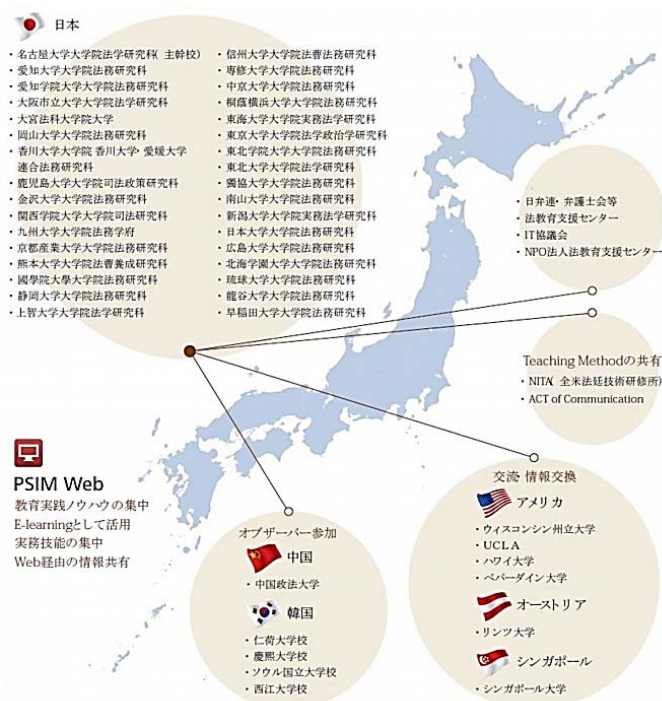 日本
・名古屋大学大学院法学研究科( 主幹校)
・愛知大学大学院法務研究科
・愛知学院大学大学院法務研究科
・大阪市立大学大学院法学研究科
・大宮法科大学院大学
・岡山大学大学院法務研究科
・香川大学大学院 香川大学・愛媛大学
連合法務研究科
・鹿児島大学大学院司法政策研究科
・金沢大学大学院法務研究科
・関西学院大学大学院司法研究科
・九州大学大学院法務学府
・京都産業大学大学院法務研究科
・熊本大学大学院法曹養成研究科
・國學院大學大学院法務研究科
・静岡大学大学院法務研究科
・上智大学大学院法学研究科
・信州大学大学院法曹法務研究科
・専修大学大学院法務研究科
・中京大学大学院法務研究科
・桐蔭横浜大学大学院法務研究科
・東海大学大学院実務法学研究科
・東京大学大学院法学政治学研究科
・東北学院大学大学院法務研究科
・東北大学大学院法学研究科
・獨協大学大学院法務研究科
・南山大学大学院法務研究科
・新潟大学大学院実務法学研究科
・日本大学大学院法務研究科
・広島大学大学院法務研究科
・北海学園大学大学院法務研究科
・琉球大学大学院法務研究科
・龍谷大学大学院法務研究科
・早稲田大学大学院法務研究科
・日弁連・弁護士会等
・法教育支援センター
・IT協議会
・NPO法人法教育支援センター
Teaching Methodの共有
・NITA( 全米法廷技術研修所)
・ACT of Communication
PSIM Web
教育実践ノウハウの集中
E-learningとして活用
実務技能の集中
Web経由の情報共有
オブザーバー参加
中国
・中国政法大学
韓国
・仁荷大学校
・慶熙大学校
・ソウル国立大学校
・西江大学校
交流・情報交換
アメリカ
・ウィスコンシン州立大学
・UCLA
・ハワイ大学
・ペパーダイン大学
オーストリア
・リンツ大学
シンガポール
・シンガポール大学